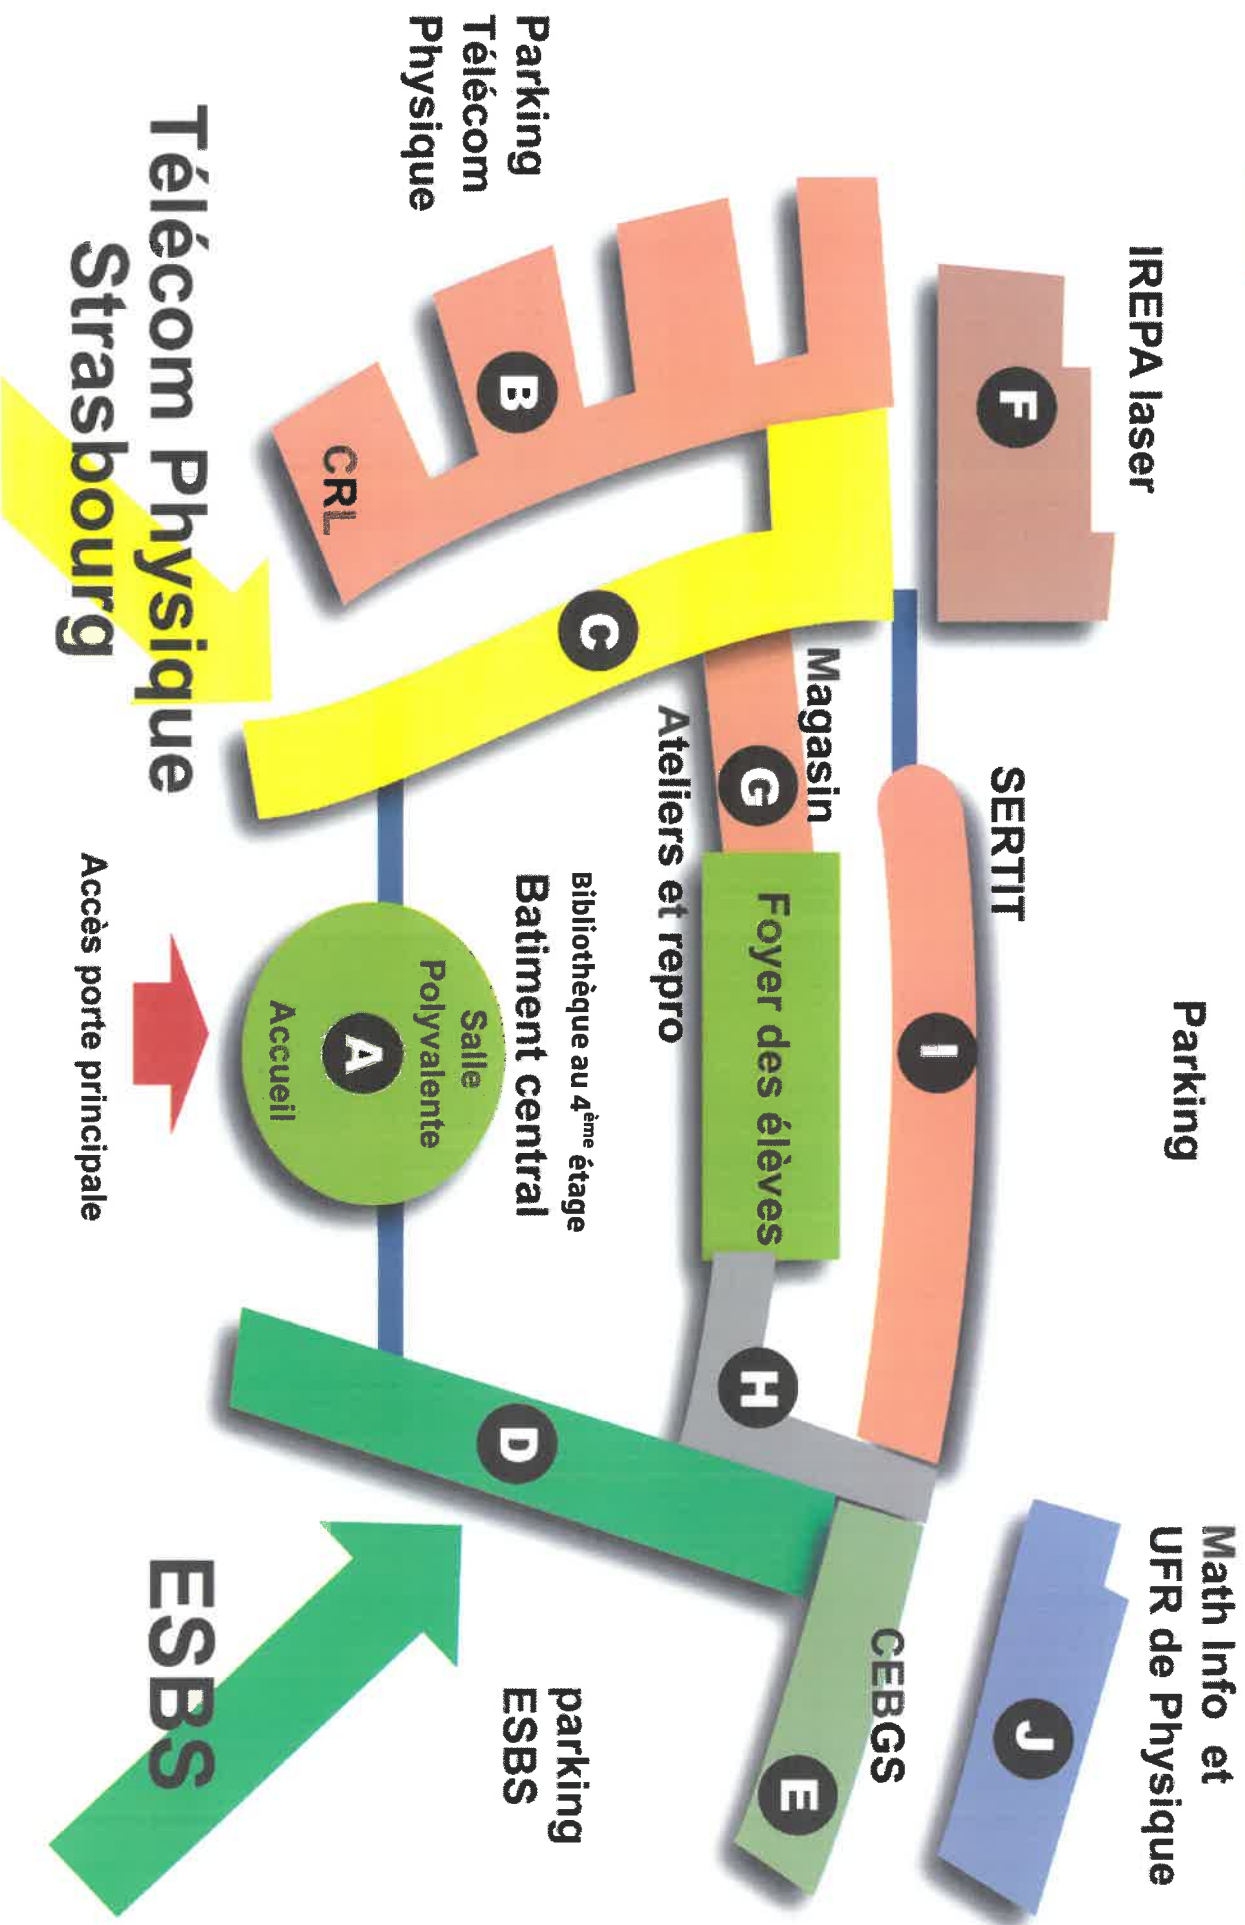 IREPA laser
Parking
Math Info et
UFR de Physique
F
SERTIT
J
I
CEBGS
Magasin
G
Foyer des élèves
H
E
Ateliers et repro
C
Bibliothèque au 4ème étage
Batiment central
parking
ESBS
B
D
Parking
Télécom
Physique
Salle
Polyvalente
A
Accueil
CRL
Télécom Physique
Strasbourg
Accès porte principale
ESBS